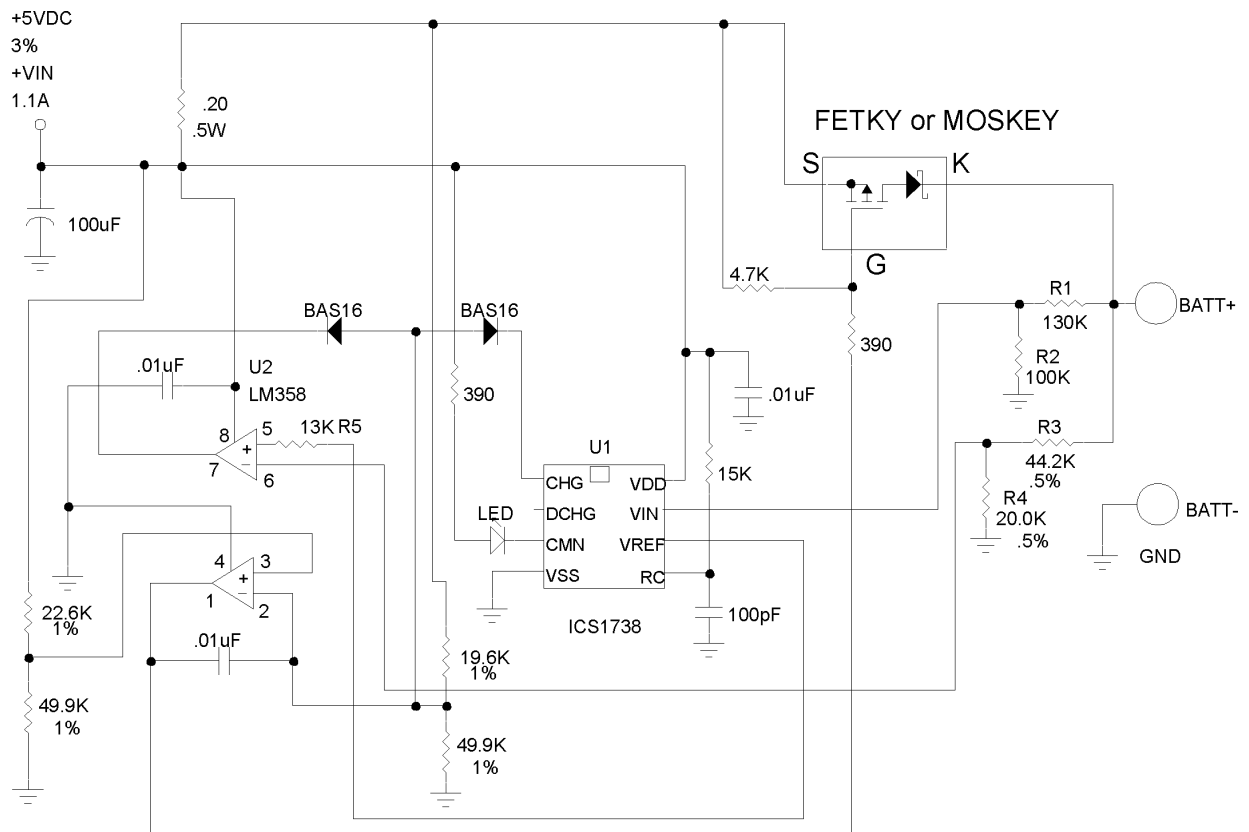 +5VDC
3%
+VIN
1.1A
.20
.5W
FETKY or MOSKEY
S
K
G
100uF
4.7K
BAS16
BAS16
R1
130K
BATT+
R2
100K
390
390
.01uF
U2
LM358
.01uF
8
5
+
-
7
6
13K R5
U1
15K
R3
44.2K
.5%
R4
20.0K
.5%
BATT-
GND
CHG
VDD
DCHG
VIN
LED
CMN
VREF
VSS
RC
ICS1738
100pF
4
3
+
-
1
2
22.6K
1%
.01uF
19.6K
1%
49.9K
1%
49.9K
1%